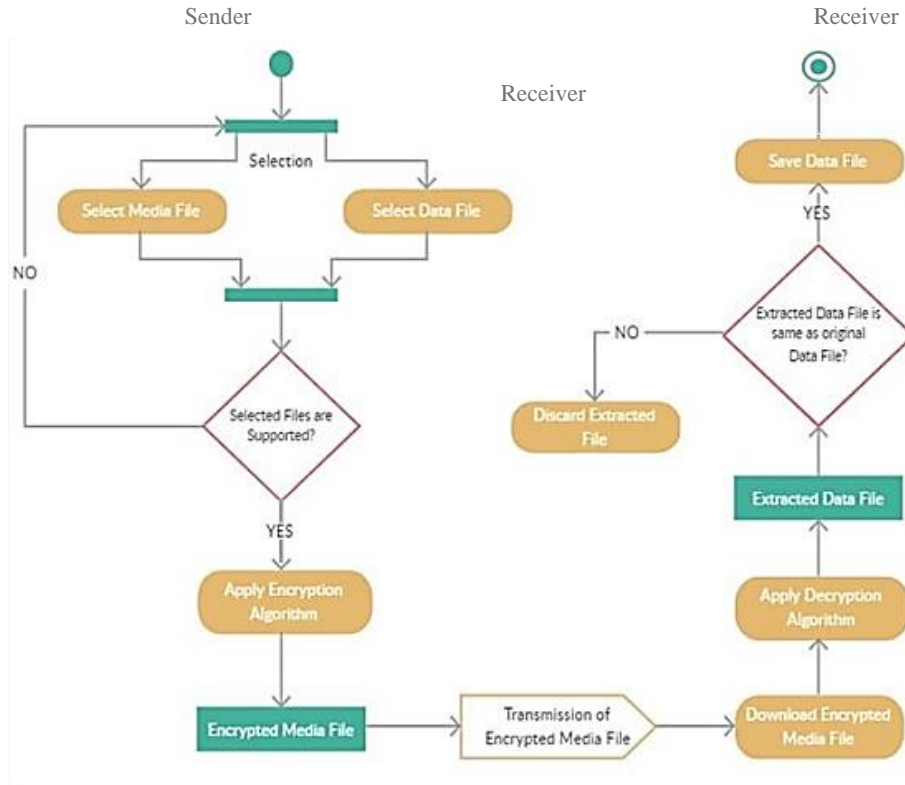 Sender
Receiver
Receiver
Selection
Select Media File
Select Data File
NO
Selected Files are
Supported?
YES
Apply Encryption
Algorithm
Encrypted Media File
Transmission of
Encrypted Media File
Download Encrypted
Media File
Apply Decryption
Algorithm
Extracted Data File
Extracted Data File is
same as original
Data File?
NO
Discard Extracted
File
YES
Save Data File